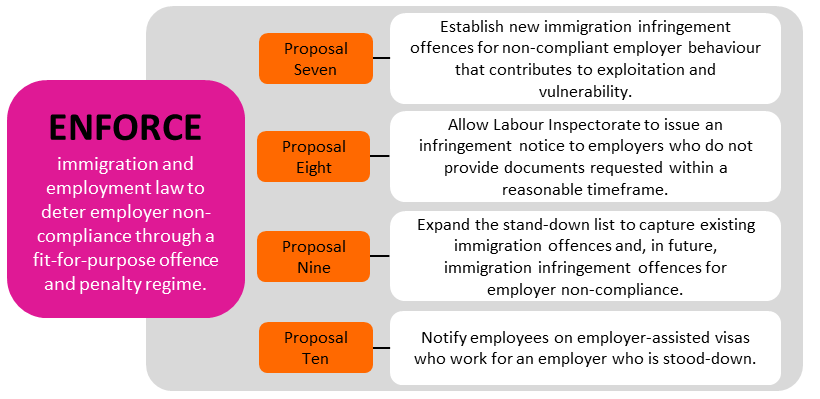 ENFORCE
immigration and
employment law to
deter employer non-
compliance through a
fit-for-purpose offence
and penalty regime.
Proposal
Seven
Establish new immigration infringement
offences for non-compliant employer behaviour
that contributes to exploitation and
vulnerability.
Proposal
Eight
Allow Labour Inspectorate to issue an
infringement notice to employers who do not
provide documents requested within a
reasonable timeframe.
Proposal
Nine
Expand the stand-down list to capture existing
immigration offences and, in future,
immigration infringement offences for
employer non-compliance.
Proposal
Ten
Notify employees on employer-assisted visas
who work for an employer who is stood-down.